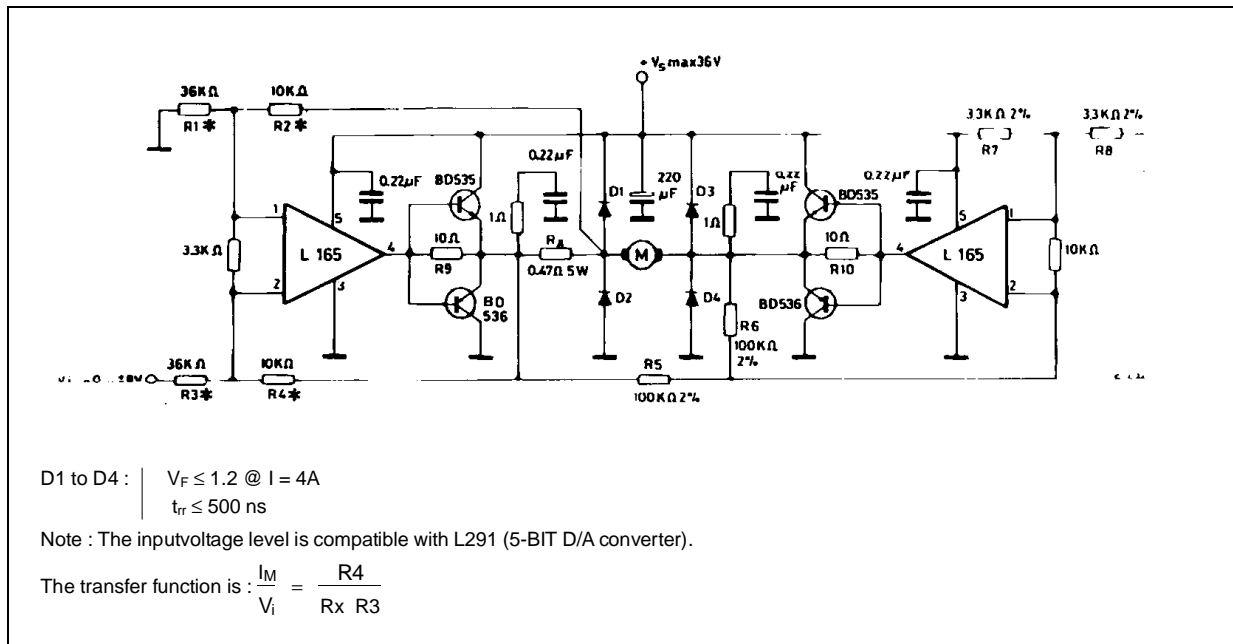 + Vs max36V
36KΩ
R1*
10KΩ
R2*
0.22μF
BD535
0.22μF
1Ω
D1
220
μF
D3
1Ω
μF
BD535
0.22μF
3.3KΩ 2%
R7
3.3KΩ 2%
R8
1
5
L 165
4
3.3KΩ
2
3
10Ω
R9
0.47Ω 5W
M
10Ω
R10
4
5
1
L 165
10KΩ
3
2
BD
536
D2
D4
R6
100KΩ
2%
BD536
36KΩ
R3*
10KΩ
R4*
R5
100KΩ 2%
D1 to D4 : VF ≤ 1.2 @ I = 4A
trr ≤ 500 ns
Note : The inputvoltage level is compatible with L291 (5-BIT D/A converter).
The transfer function is : IM/Vi = R4/Rx R3